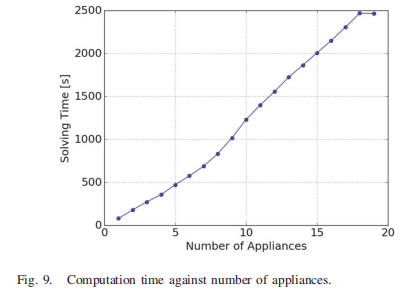 2500
2000
1500
1000
500
0
Solving Time [s]
0 5 10 15 20
Number of Appliances
Fig. 9. Computation time against number of appliances.